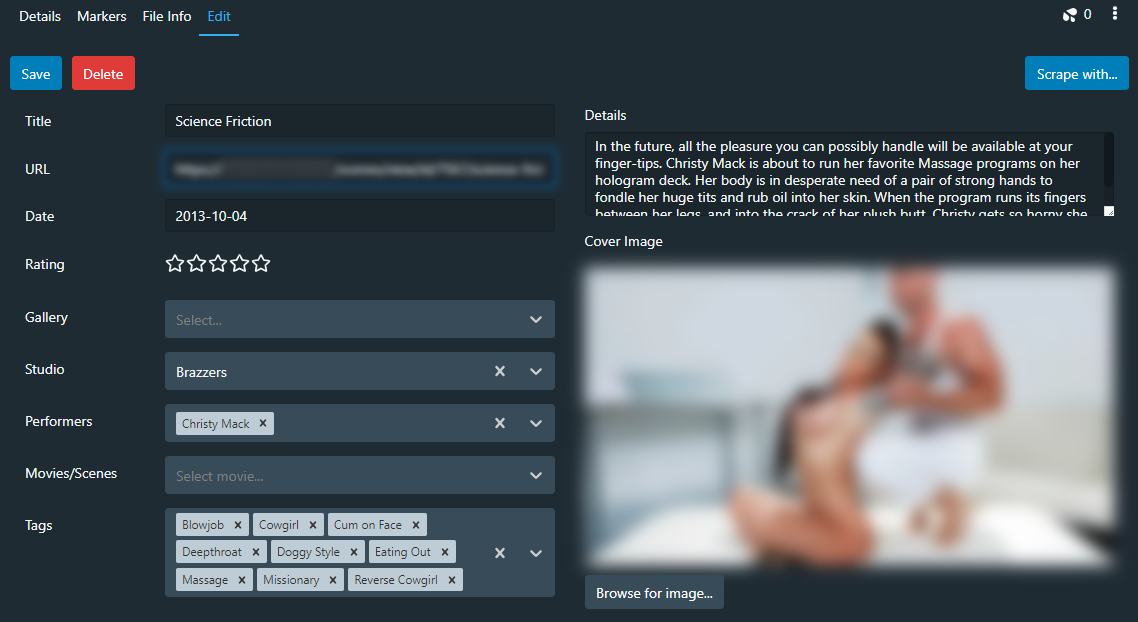 Details Markers File Info Edit 0
Save Delete Scrape with...
Title Science Friction
URL
Date 2013-10-04
Rating
Gallery Select...
Studio Brazzers
Performers Christy Mack
Movies/Scenes Select movie...
Tags Blowjob Cowgirl Cum on Face
Deepthroat Doggy Style Eating Out
Massage Missionary Reverse Cowgirl
Details
In the future, all the pleasure you can possibly handle will be available at your
finger-tips. Christy Mack is about to run her favorite Massage programs on her
hologram deck. Her body is in desperate need of a pair of strong hands to
fondle her huge tits and rub oil into her skin. When the program runs its fingers
between her legs, and into the crack of her plush butt, Christy gets so horny she
Cover Image
Browse for image...